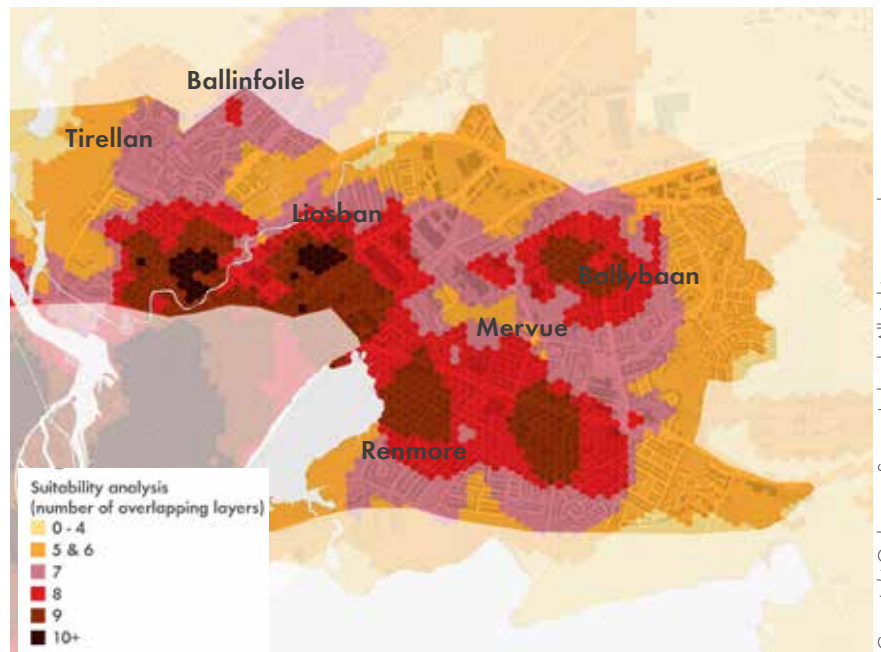 Ballinfoile
Tirellan
Liosban
Ballybaan
Mervue
Renmore
Suitability analysis
(number of overlapping layers)
0 - 4
5 & 6
7
8
9
10+